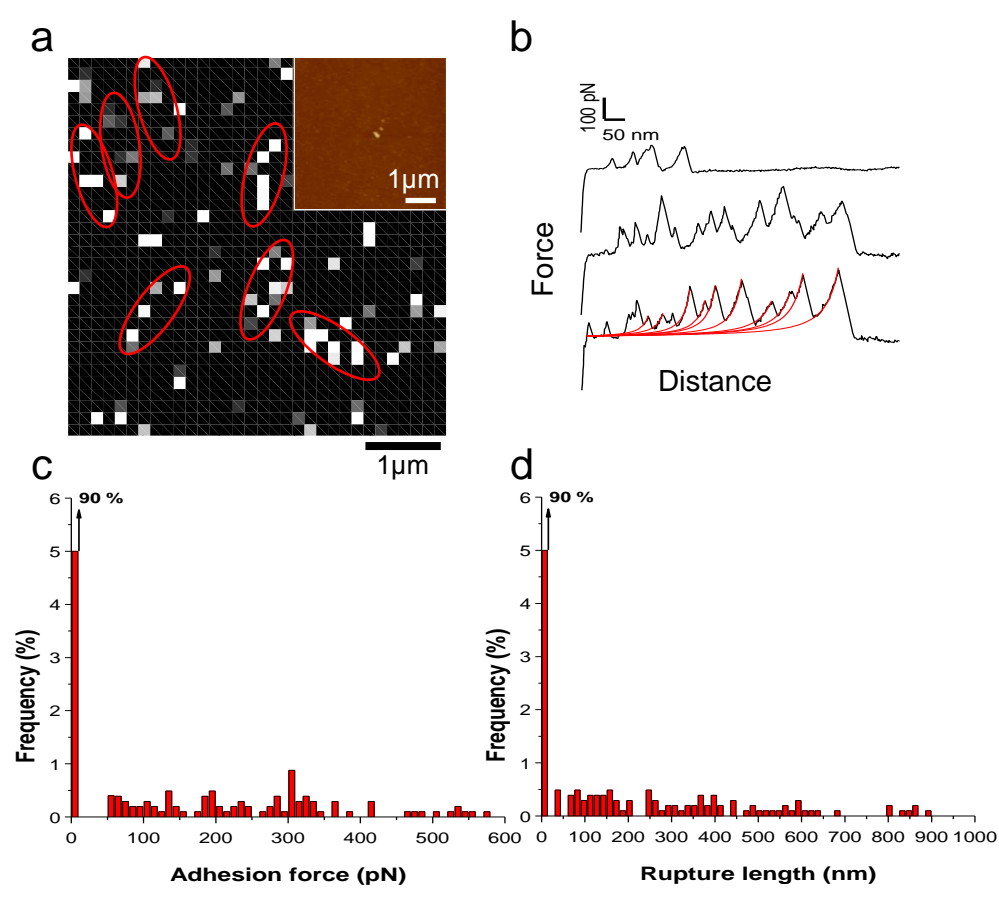 a
1µm
1µm
b
100 pN
50 nm
Force
Distance
c
90 %
6
5
4
3
2
1
0
0 100 200 300 400 500 600
Frequency (%)
Adhesion force (pN)
d
90 %
6
5
4
3
2
1
0
0 100 200 300 400 500 600 700 800 900 1000
Frequency (%)
Rupture length (nm)